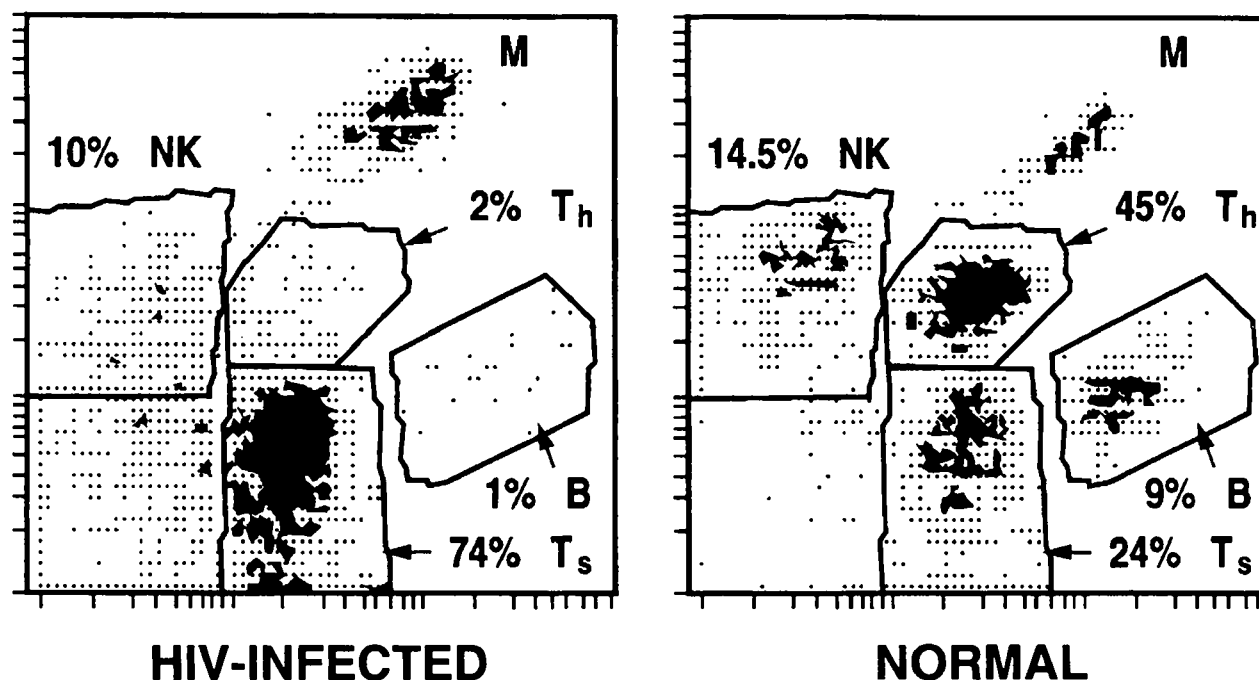 M
10% NK
2% Th
1% B
74% Ts
HIV-INFECTED
M
14.5% NK
45% Th
9% B
24% Ts
NORMAL